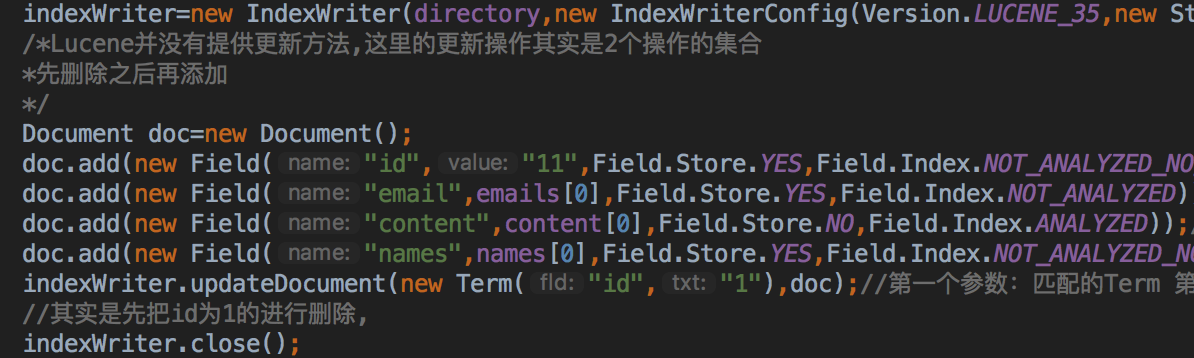 indexWriter=new IndexWriter(directory,new IndexWriterConfig(Version.LUCENE_35,new St
/*Lucene并没有提供更新方法,这里的更新操作其实是2个操作的集合
*先删除之后再添加
*/
Document doc=new Document();
doc.add(new Field( name: "id", value: "11",Field.Store.YES,Field.Index.NOT_ANALYZED_NO
doc.add(new Field( name: "email",emails[0],Field.Store.YES,Field.Index.NOT_ANALYZED)
doc.add(new Field( name: "content",content[0],Field.Store.NO,Field.Index.ANALYZED));/
doc.add(new Field( name: "names",names[0],Field.Store.YES,Field.Index.NOT_ANALYZED_NO
indexWriter.updateDocument(new Term( fld: "id", txt: "1"),doc);//第一个参数: 匹配的Term 第
//其实是先把id为1的进行删除,
indexWriter.close();